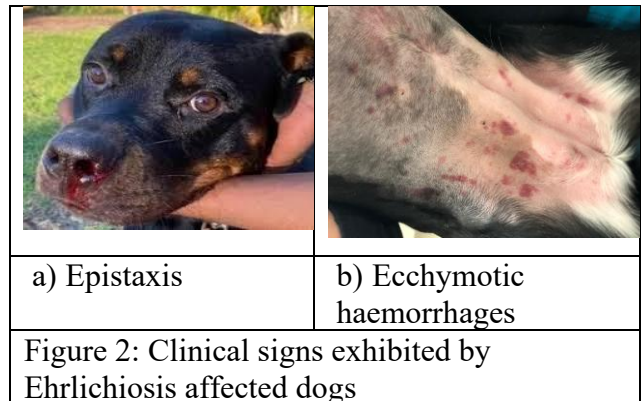 a) Epistaxis
b) Ecchymotic
haemorrhages
Figure 2: Clinical signs exhibited by
Ehrlichiosis affected dogs